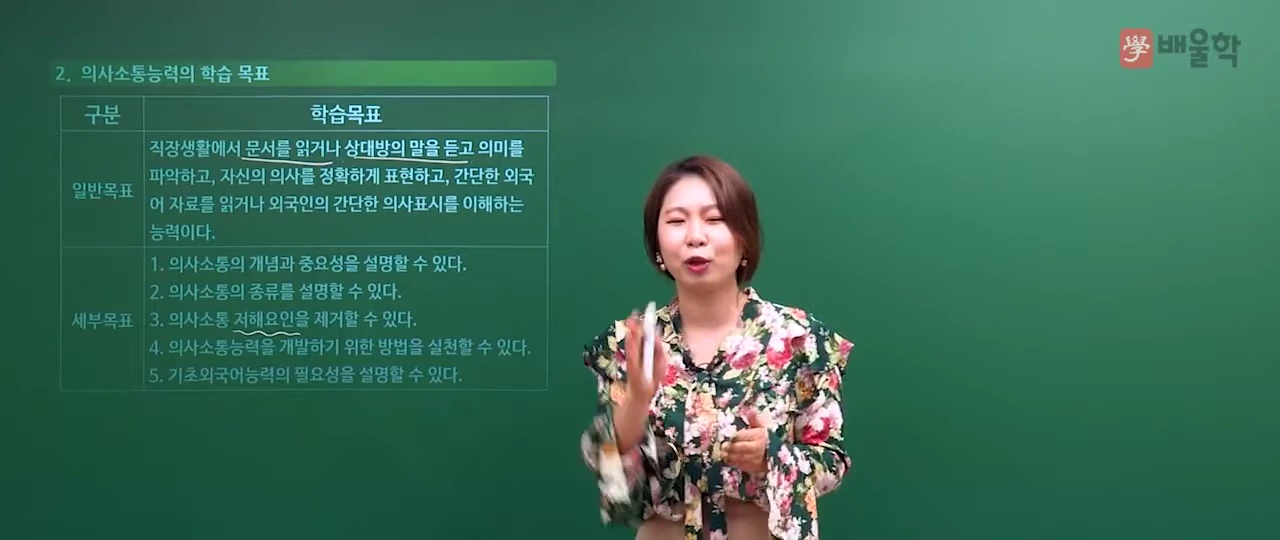 學 배울학
2. 의사소통능력의 학습 목표
구분 학습목표
일반목표
직장생활에서 문서를 읽거나 상대방의 말을 듣고 의미를
파악하고, 자신의 의사를 정확하게 표현하고, 간단한 외국
어 자료를 읽거나 외국인의 간단한 의사표시를 이해하는
능력이다.
세부목표
1. 의사소통의 개념과 중요성을 설명할 수 있다.
2. 의사소통의 종류를 설명할 수 있다.
3. 의사소통 저해요인을 제거할 수 있다.
4. 의사소통능력을 개발하기 위한 방법을 실천할 수 있다.
5. 기초외국어능력의 필요성을 설명할 수 있다.